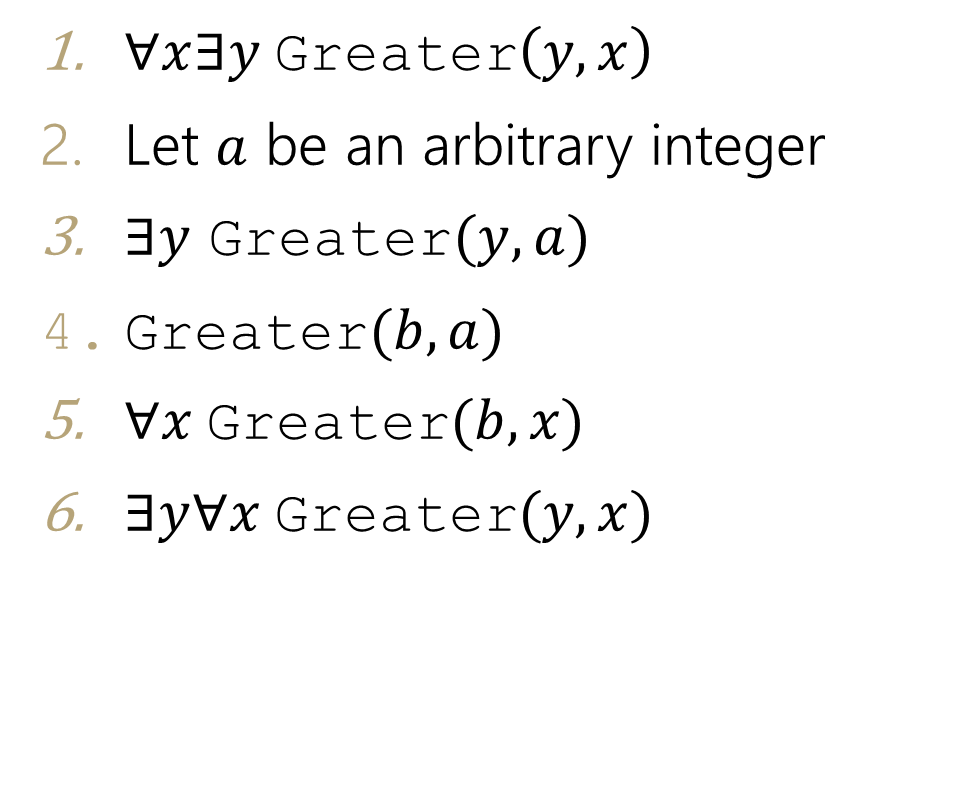 1. ∀x∃y Greater(y, x)
2. Let a be an arbitrary integer
3. ∃y Greater(y, a)
4. Greater(b, a)
5. ∀x Greater(b, x)
6. ∃y∀x Greater(y, x)